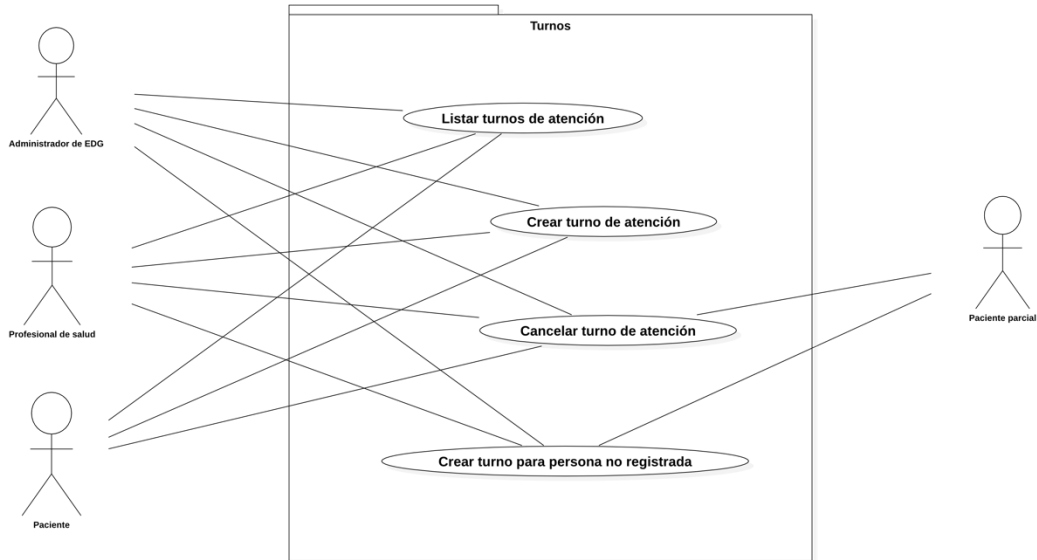 Turnos
Administrador de EDG
Listar turnos de atención
Crear turno de atención
Profesional de salud
Paciente parcial
Cancelar turno de atención
Crear turno para persona no registrada
Paciente